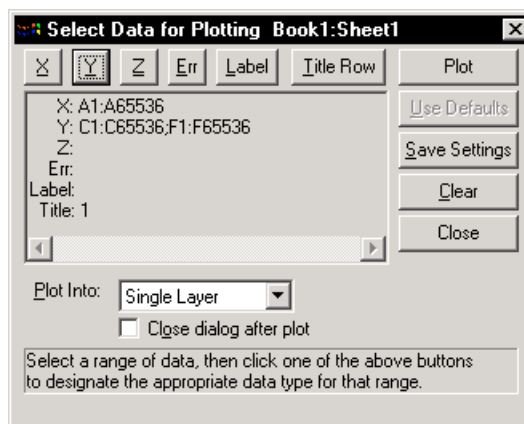 Select Data for Plotting Book1:Sheet1
X Y Z Err Label Title Row Plot
X: A1:A65536
Y: C1:C65536;F1:F65536
Z:
Err:
Label:
Title: 1
Use Defaults
Save Settings
Clear
Close
Plot Into: Single Layer
Close dialog after plot
Select a range of data, then click one of the above buttons
to designate the appropriate data type for that range.